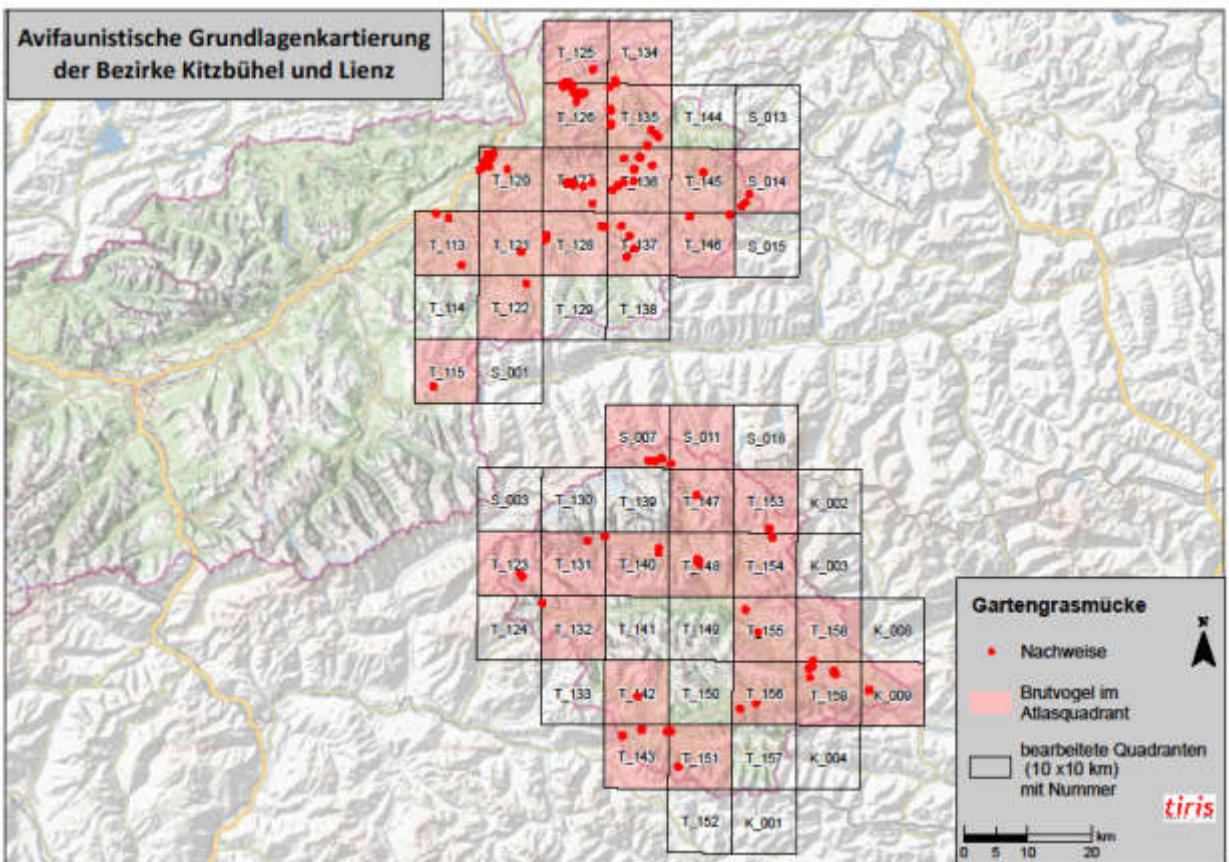 Avifaunistische Grundlagenkartierung
der Bezirke Kitzbühel und Lienz
T_125 T_134
T_126 T_135 T_144 S_013
T_120 T_127 T_136 T_145 S_014
T_113 T_121 T_128 T_137 T_146 S_015
T_114 T_122 T_129 T_138
T_115 S_001
S_007 S_011 S_018
S_003 T_130 T_139 T_147 T_153 K_002
T_123 T_131 T_140 T_148 T_154 K_003
T_124 T_132 T_141 T_149 T_155 T_158 K_008
T_133 T_142 T_150 T_156 T_159 K_009
T_143 T_151 T_157 K_004
T_152 K_001
Gartengrasmücke
N
Nachweise
Brutvogel im
Atlasquadrant
bearbeitete Quadranten
(10 x10 km)
mit Nummer
tiris
km
0 5 10 20